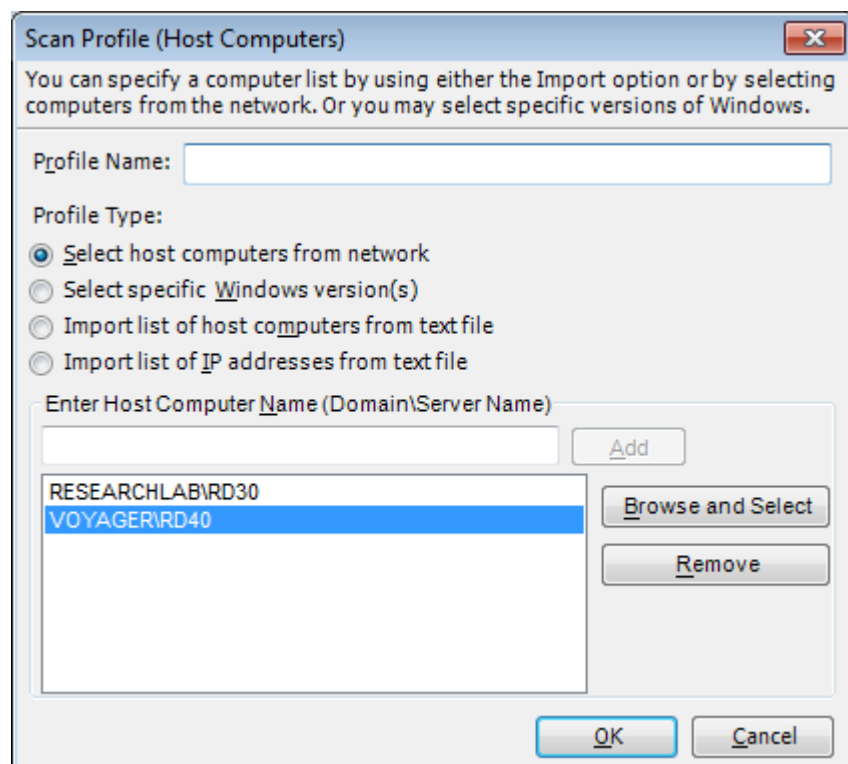 Scan Profile (Host Computers)
You can specify a computer list by using either the Import option or by selecting
computers from the network. Or you may select specific versions of Windows.
Profile Name:
Profile Type:
Select host computers from network
Select specific Windows version(s)
Import list of host computers from text file
Import list of IP addresses from text file
Enter Host Computer Name (Domain\Server Name)
Add
RESEARCHLAB\RD30
VOYAGER\RD40
Browse and Select
Remove
OK
Cancel